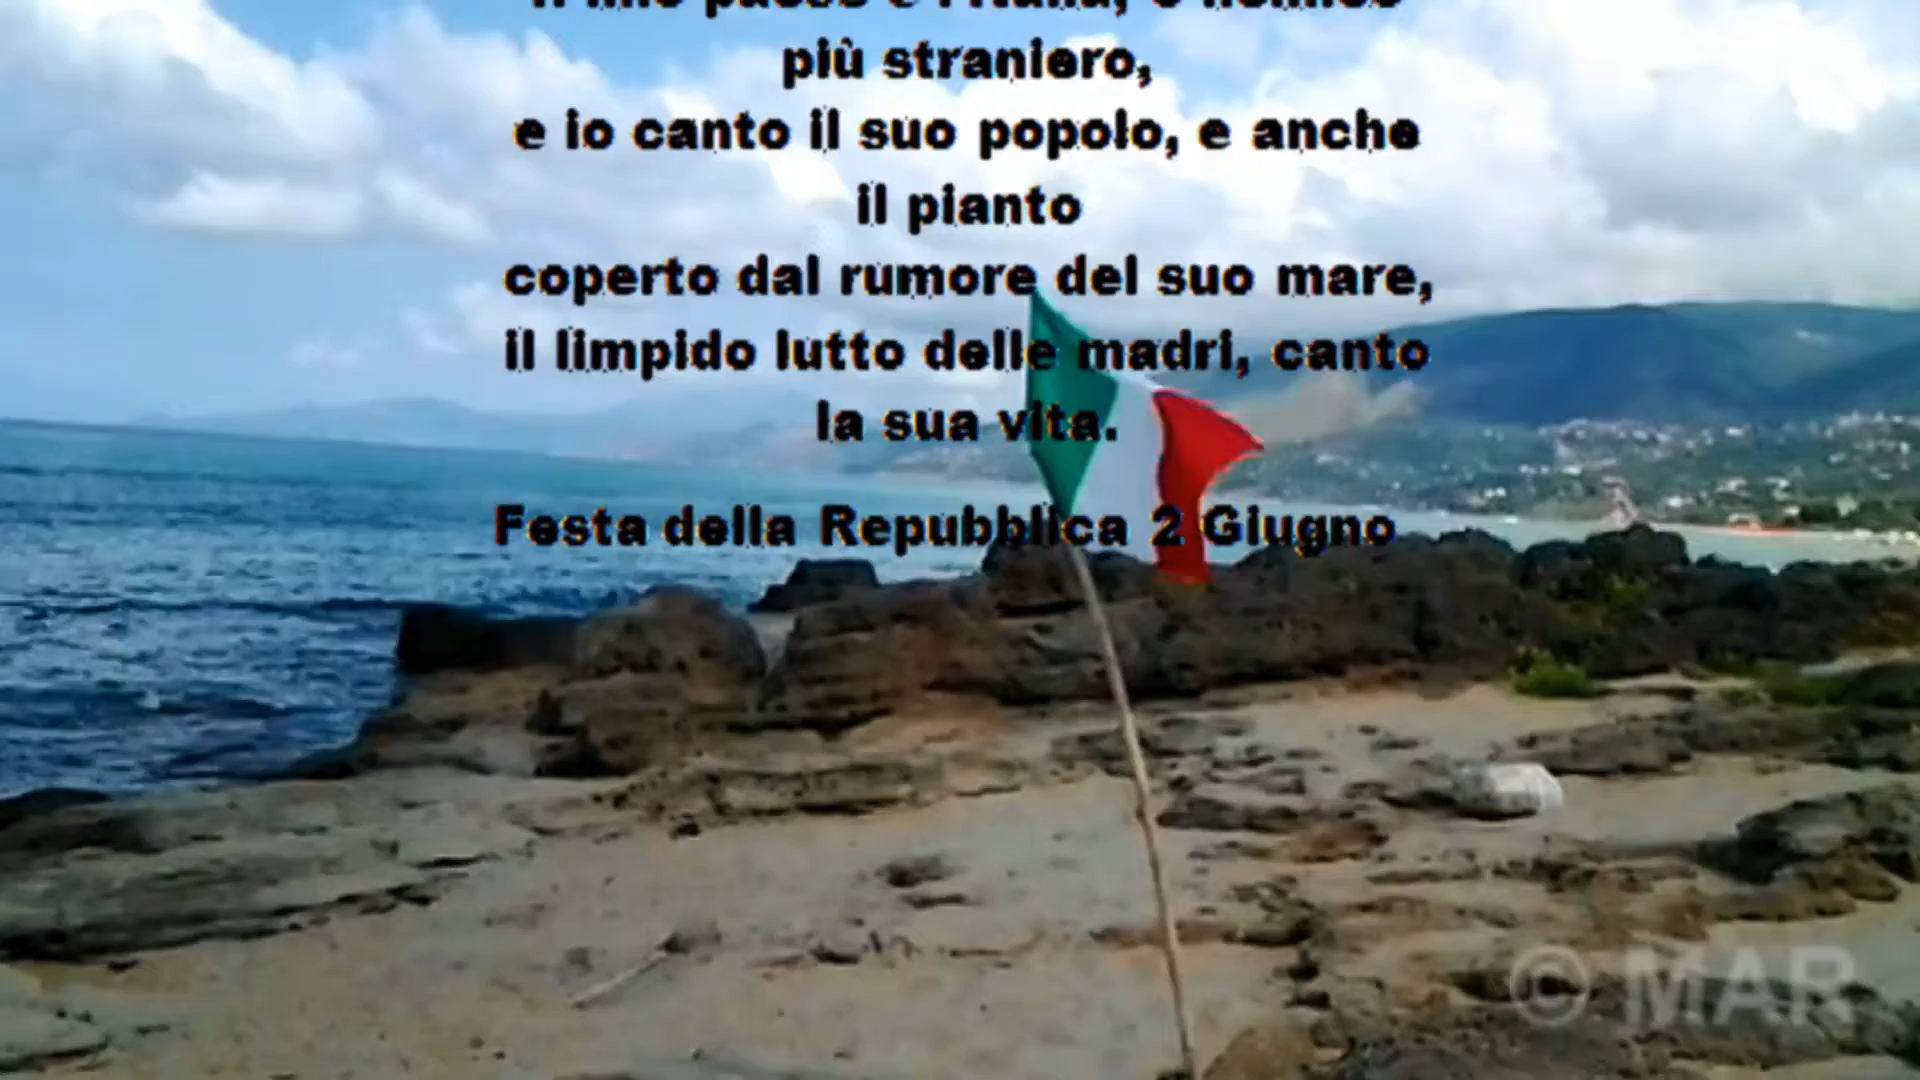 più straniero,
e io canto il suo popolo, e anche
il pianto
coperto dal rumore del suo mare,
il limpido lutto delle madri, canto
la sua vita.
Festa della Repubblica 2 Giugno
© MAR